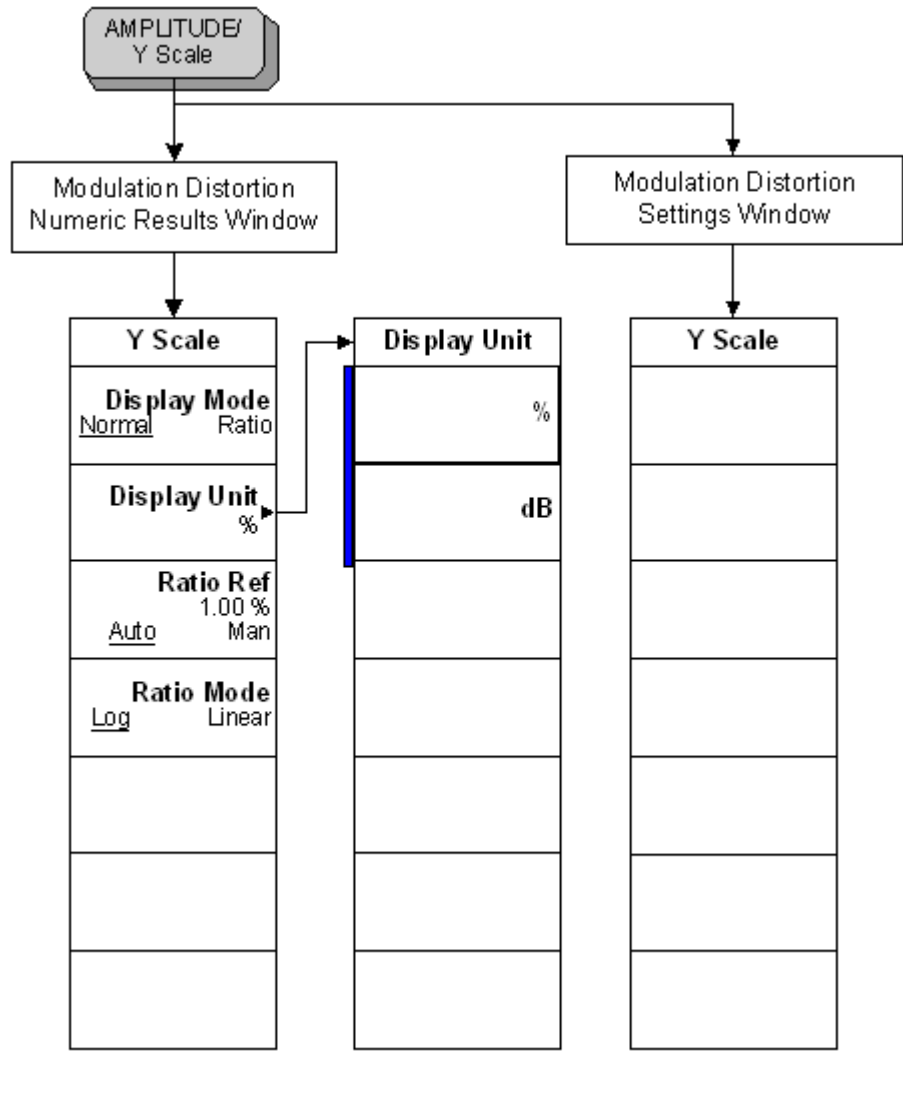 AMPLITUDE/
Y Scale
Modulation Distortion
Numeric Results Window
Modulation Distortion
Settings Window
Y Scale
Display Mode
Normal Ratio
Display Unit
%
Ratio Ref
1.00 %
Auto Man
Ratio Mode
Log Linear
Display Unit
%
dB
Y Scale